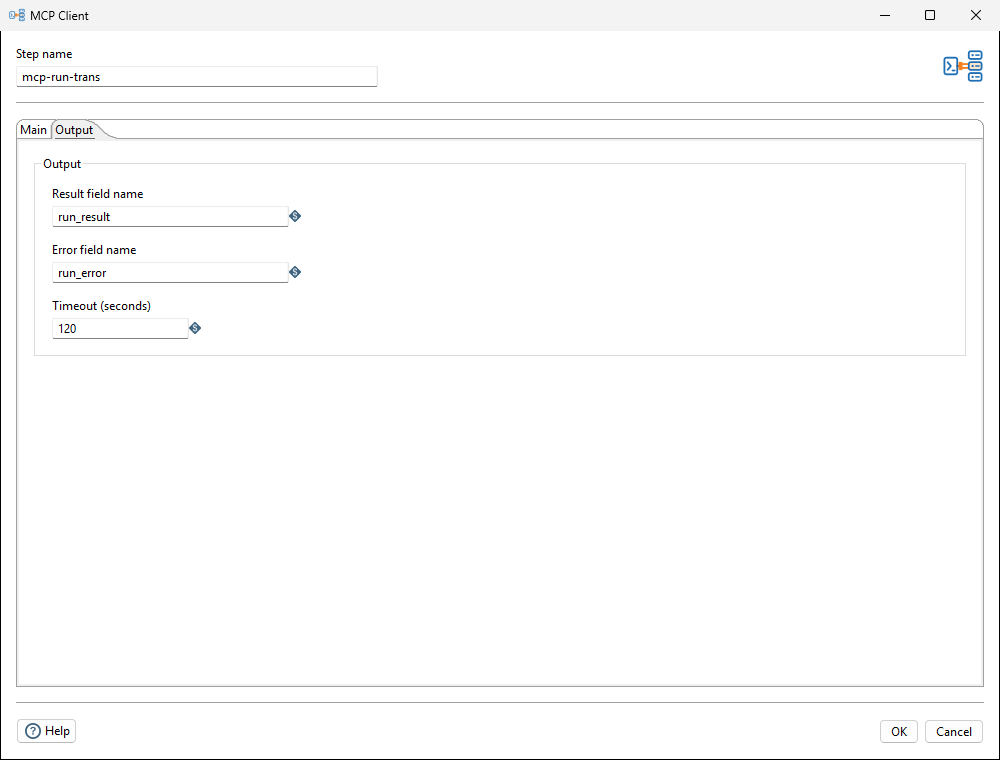 MCP Client
Step name
mcp-run-trans
Main Output
Output
Result field name
run_result
Error field name
run_error
Timeout (seconds)
120
Help OK Cancel